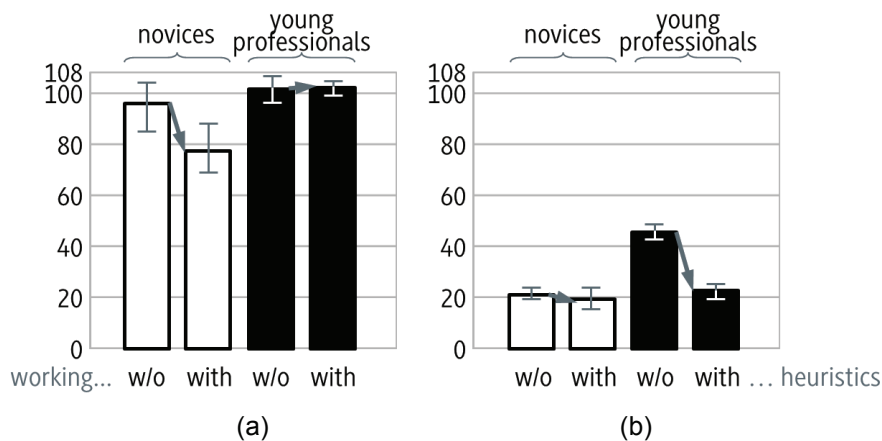 novices
young
professionals
108
100
80
60
40
20
0
working... w/o with w/o with
(a)
novices
young
professionals
108
100
80
60
40
20
0
w/o with w/o with ... heuristics
(b)